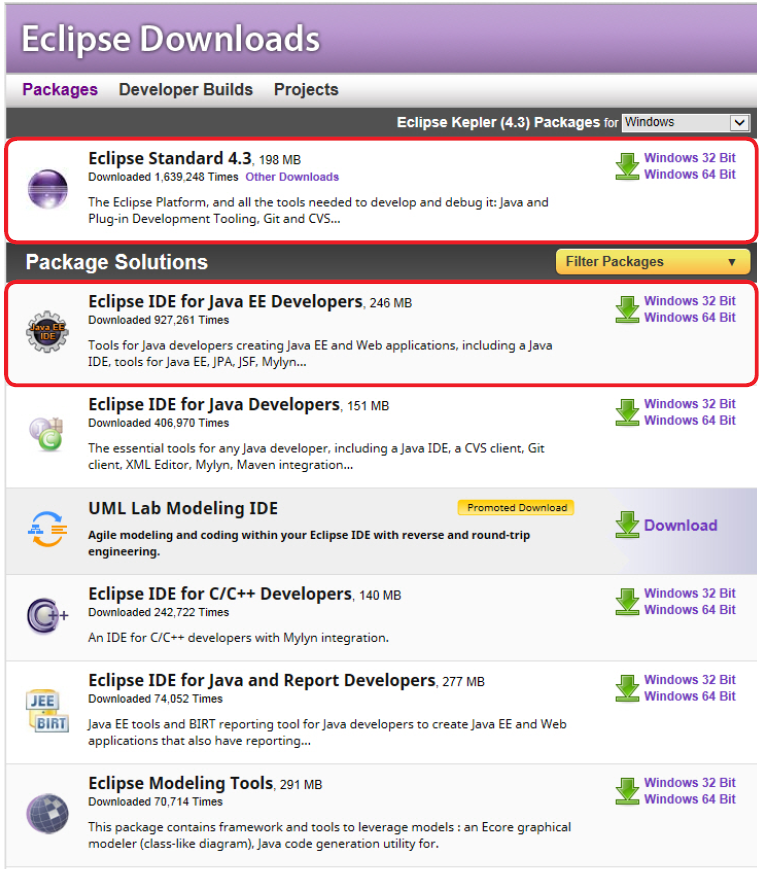 Eclipse Downloads
Packages Developer Builds Projects
Eclipse Kepler (4.3) Packages for Windows
Eclipse Standard 4.3, 198 MB
Downloaded 1,639,248 Times Other Downloads
The Eclipse Platform, and all the tools needed to develop and debug it: Java and
Plug-in Development Tooling, Git and CVS...
Windows 32 Bit
Windows 64 Bit
Package Solutions
Filter Packages
Java EE
IDE
Eclipse IDE for Java EE Developers, 246 MB
Downloaded 927,261 Times
Tools for Java developers creating Java EE and Web applications, including a Java
IDE, tools for Java EE, JPA, JSF, Mylyn...
Windows 32 Bit
Windows 64 Bit
Eclipse IDE for Java Developers, 151 MB
Downloaded 406,970 Times
The essential tools for any Java developer, including a Java IDE, a CVS client, Git
client, XML Editor, Mylyn, Maven integration...
Windows 32 Bit
Windows 64 Bit
UML Lab Modeling IDE
Promoted Download
Agile modeling and coding within your Eclipse IDE with reverse and round-trip
engineering.
Download
C++
Eclipse IDE for C/C++ Developers, 140 MB
Downloaded 242,722 Times
An IDE for C/C++ developers with Mylyn integration.
Windows 32 Bit
Windows 64 Bit
JEE
BIRT
Eclipse IDE for Java and Report Developers, 277 MB
Downloaded 74,052 Times
Java EE tools and BIRT reporting tool for Java developers to create Java EE and Web
applications that also have reporting...
Windows 32 Bit
Windows 64 Bit
Eclipse Modeling Tools, 291 MB
Downloaded 70,714 Times
This package contains framework and tools to leverage models : an Ecore graphical
modeler (class-like diagram), Java code generation utility for.
Windows 32 Bit
Windows 64 Bit